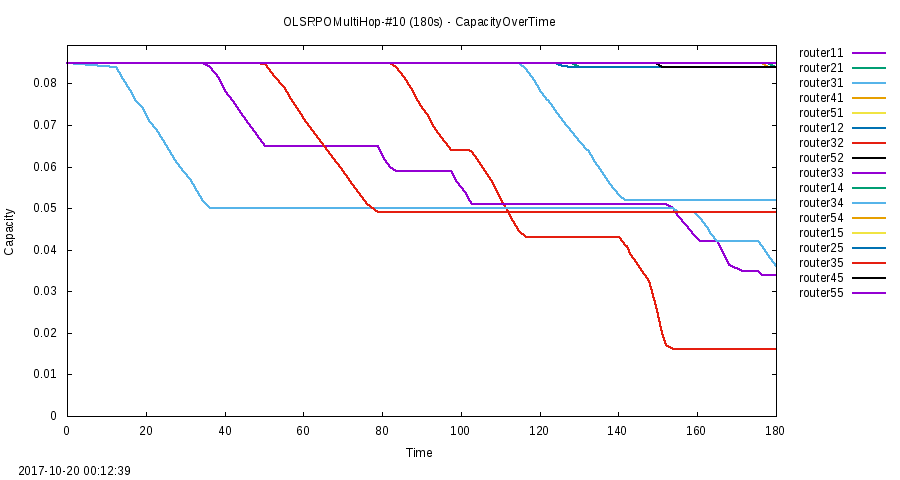 OLSRPOMultiHop-#10 (180s) - CapacityOverTime
router11
router21
router31
router41
router51
router12
router32
router52
router33
router14
router34
router54
router15
router25
router35
router45
router55
Capacity
0.08
0.07
0.06
0.05
0.04
0.03
0.02
0.01
0
0 20 40 60 80 100 120 140 160 180
Time
2017-10-20 00:12:39